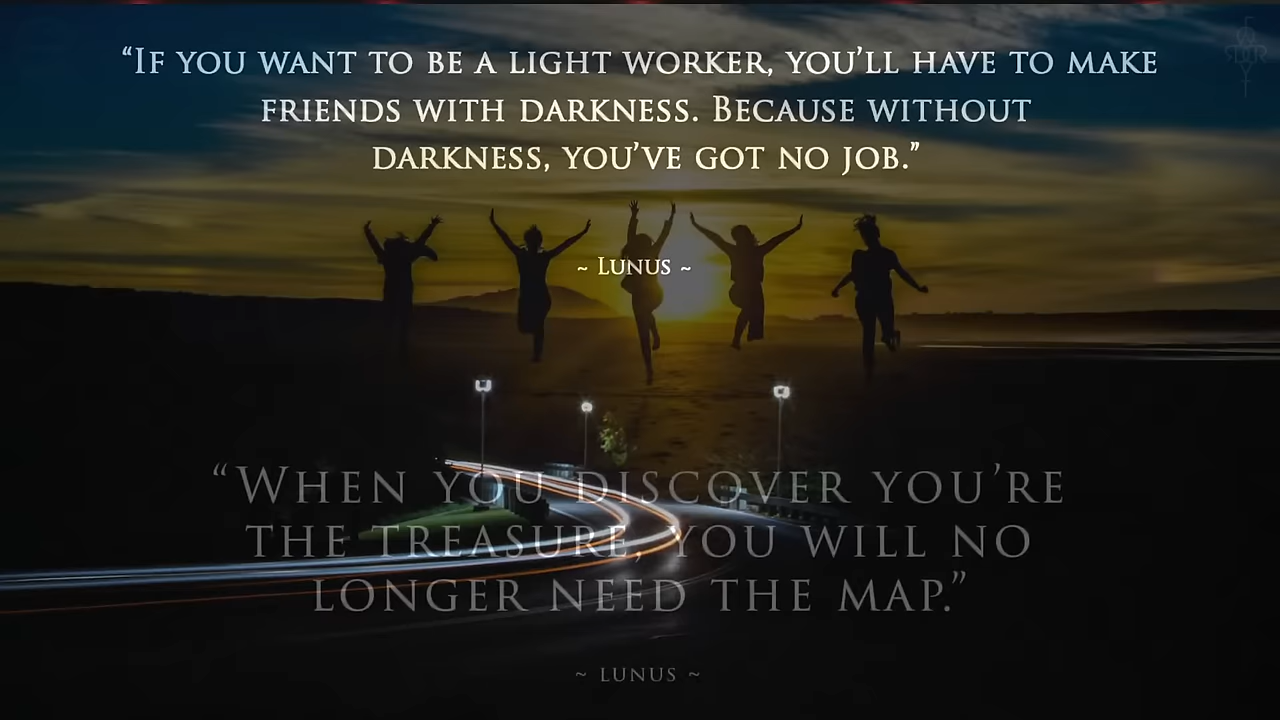 “If you want to be a light worker, you’ll have to make
friends with darkness. Because without
darkness, you’ve got no job.”
~ Lunus ~
“When you discover you’re
the treasure, you will no
longer need the map.”
~ Lunus ~